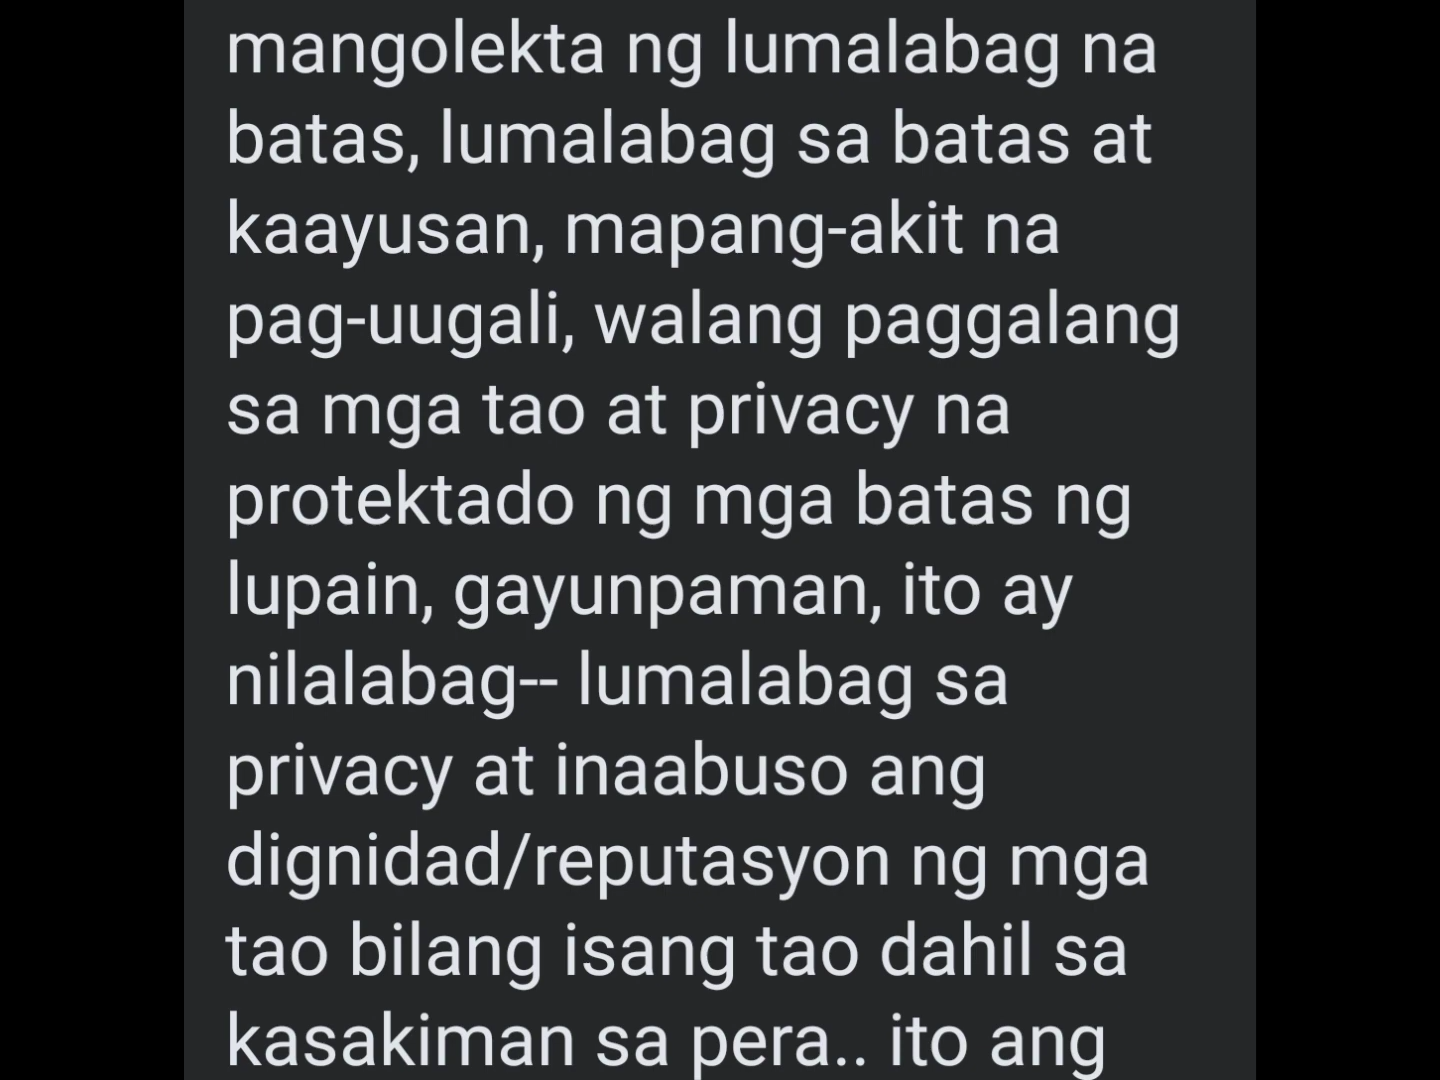 mangolekta ng lumalabag na
batas, lumalabag sa batas at
kaayusan, mapang-akit na
pag-uugali, walang paggalang
sa mga tao at privacy na
protektado ng mga batas ng
lupain, gayunpaman, ito ay
nilalabag-- lumalabag sa
privacy at inaabuso ang
dignidad/reputasyon ng mga
tao bilang isang tao dahil sa
kasakiman sa pera.. ito ang